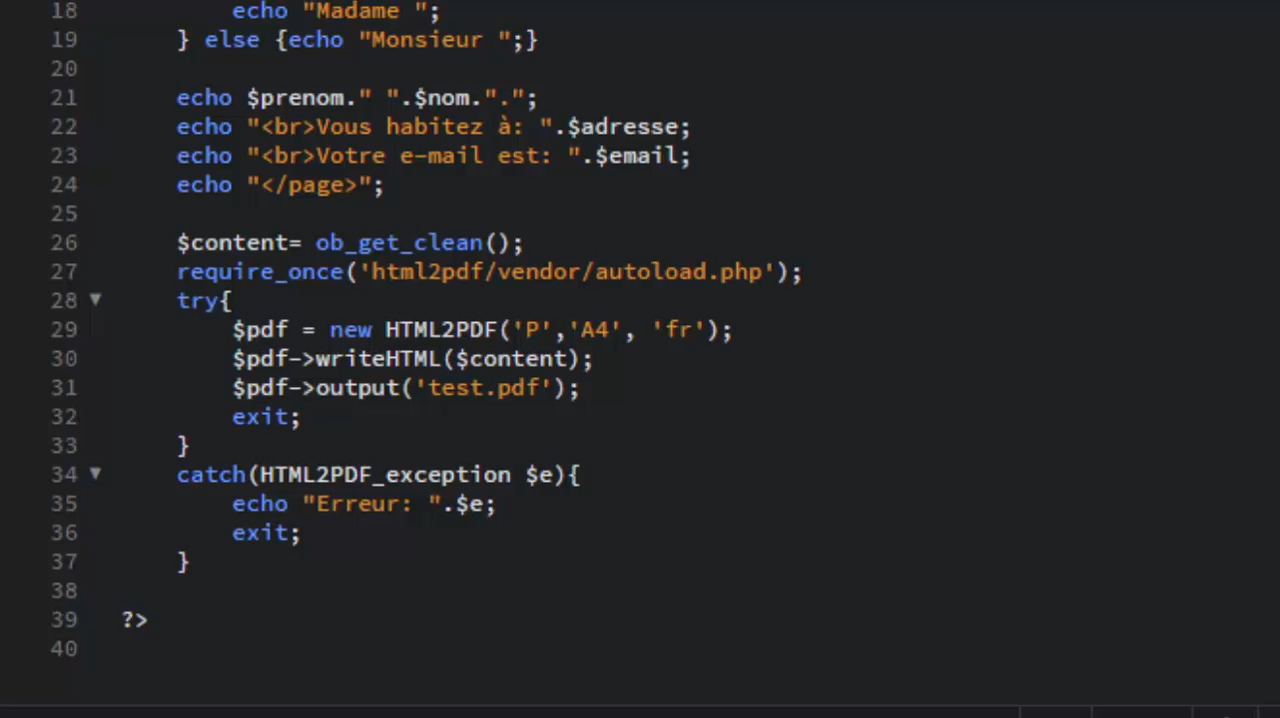 18 echo "Madame ";
19 } else {echo "Monsieur ";}
20
21 echo $prenom." ".$nom.".";
22 echo "<br>Vous habitez à: ".$adresse;
23 echo "<br>Votre e-mail est: ".$email;
24 echo "</page>";
25
26 $content= ob_get_clean();
27 require_once('html2pdf/vendor/autoload.php');
28 try{
29 $pdf = new HTML2PDF('P','A4', 'fr');
30 $pdf->writeHTML($content);
31 $pdf->output('test.pdf');
32 exit;
33 }
34 catch(HTML2PDF_exception $e){
35 echo "Erreur: ".$e;
36 exit;
37 }
38
39 ?>
40